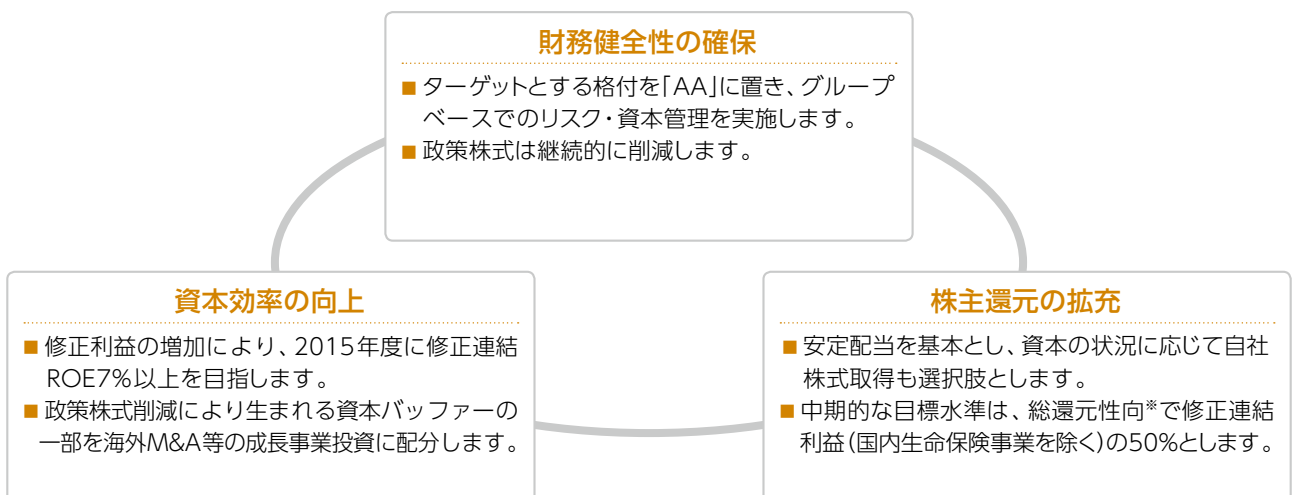 財務健全性の確保
■ ターゲットとする格付を「AA」に置き、グループ
ベースでのリスク・資本管理を実施します。
■ 政策株式は継続的に削減します。
資本効率の向上
■ 修正利益の増加により、2015年度に修正連結
ROE7%以上を目指します。
■ 政策株式削減により生まれる資本バッファーの
一部を海外M&A等の成長事業投資に配分します。
株主還元の拡充
■ 安定配当を基本とし、資本の状況に応じて自社
株式取得も選択肢とします。
■ 中期的な目標水準は、総還元性向※で修正連結
利益(国内生命保険事業を除く)の50%とします。